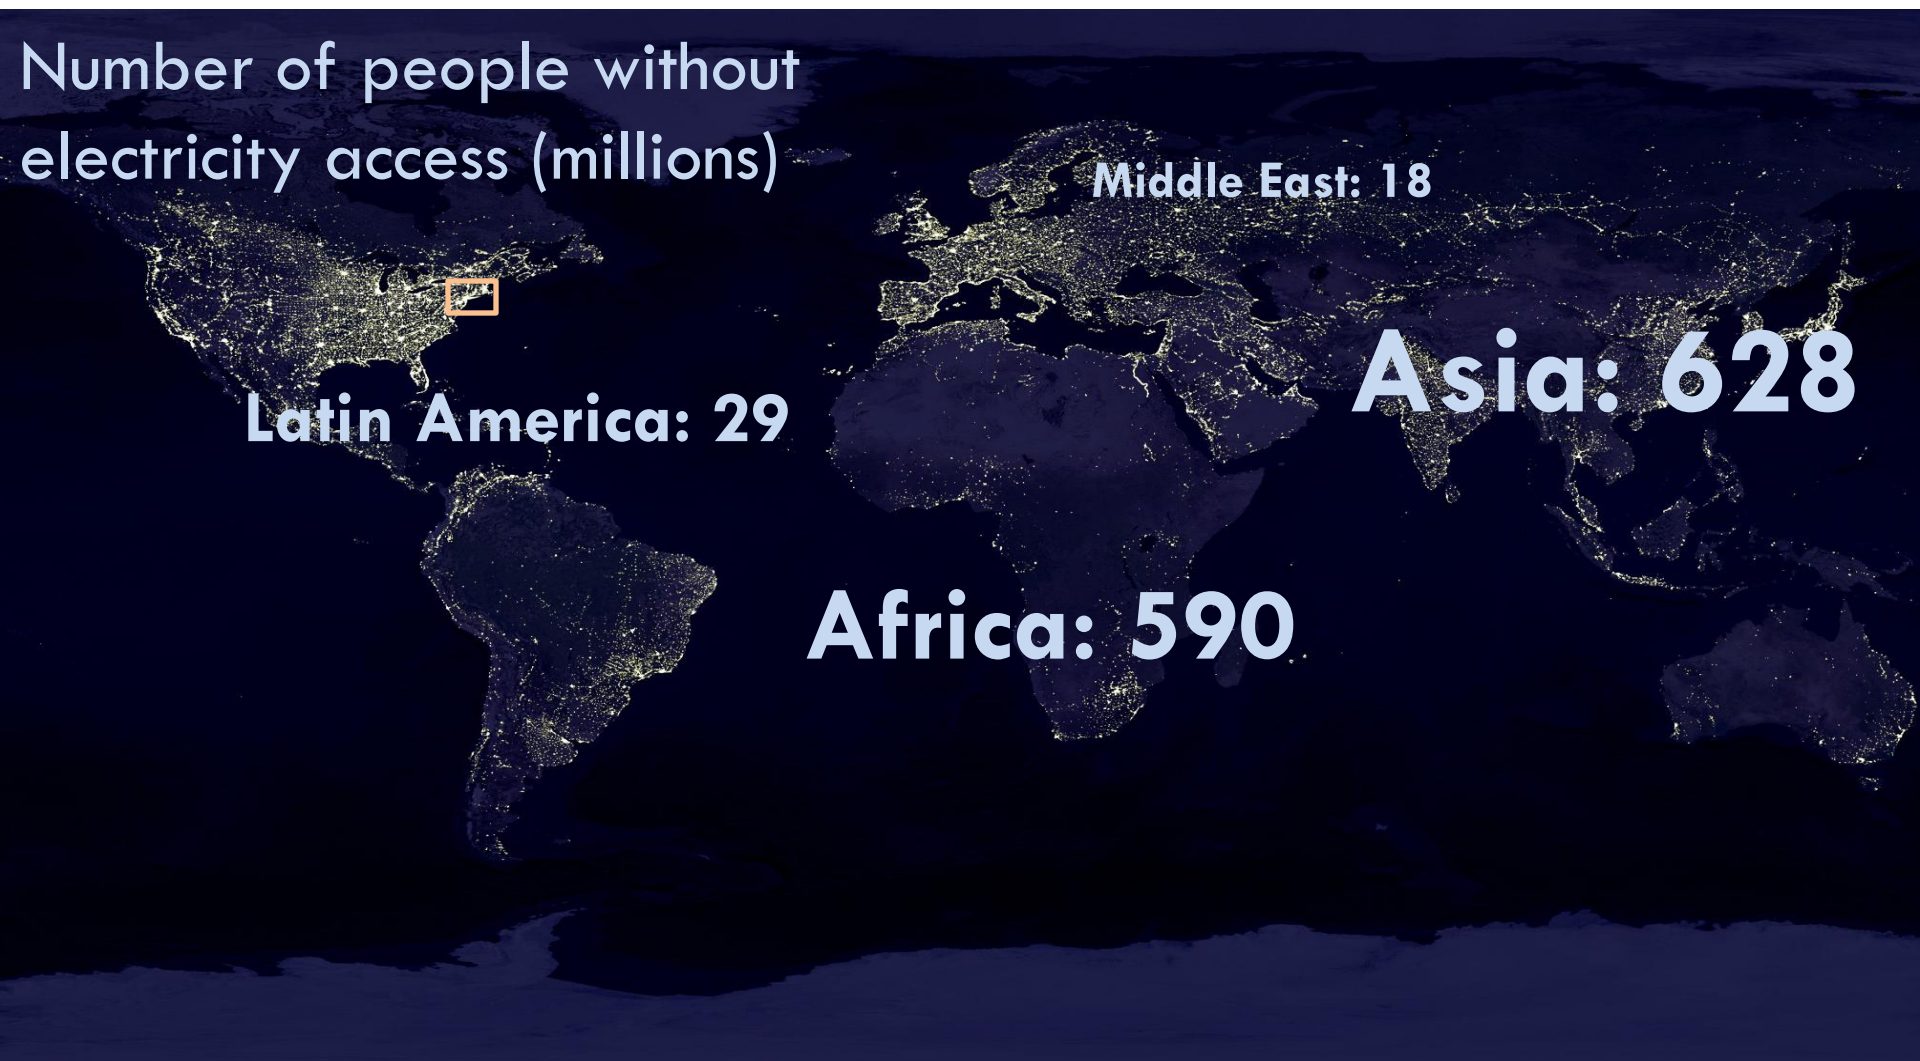 Number of people without
electricity access (millions)
Middle East: 18
Asia: 628
Latin America: 29
Africa: 590